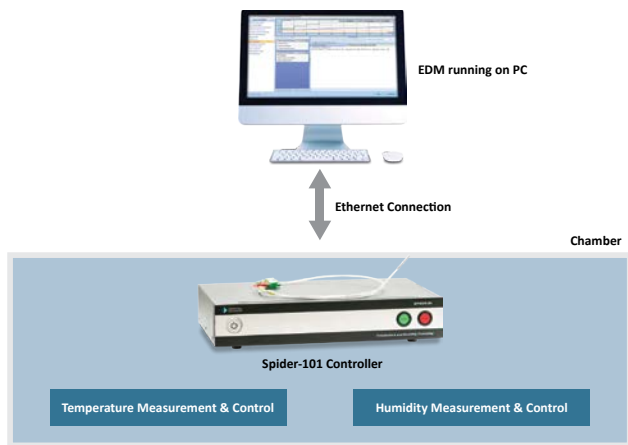 EDM running on PC
Ethernet Connection
Chamber
Spider-101 Controller
Temperature Measurement & Control
Humidity Measurement & Control